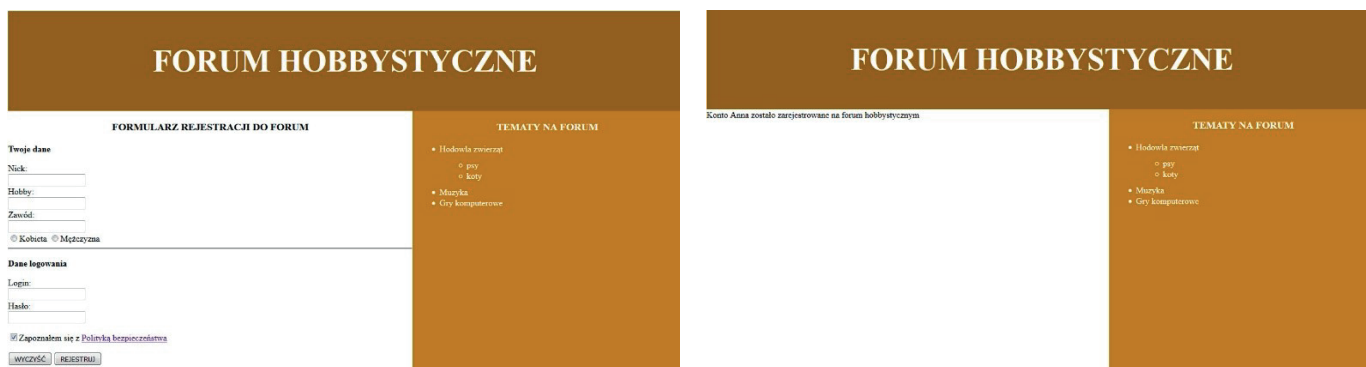 FORUM HOBBYSTYCZNE
FORMULARZ REJESTRACJI DO FORUM
Twoje dane
Nick:
Hobby:
Zawód:
Kobieta Mężczyzna
Dane logowania
Login:
Hasło:
Zapoznałem się z Polityką bezpieczeństwa
WYCZYŚĆ REJESTRUJ
TEMATY NA FORUM
Hodowla zwierząt
psy
koty
Muzyka
Gry komputerowe
FORUM HOBBYSTYCZNE
Konto Anna zostało zarejestrowane na forum hobbystycznym
TEMATY NA FORUM
Hodowla zwierząt
psy
koty
Muzyka
Gry komputerowe